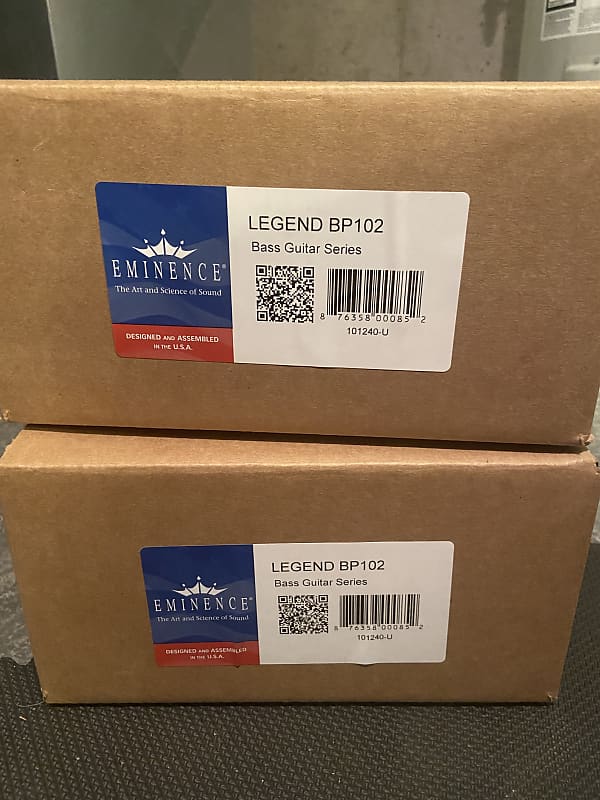 LEGEND BP102
Bass Guitar Series
EMINENCE®
The Art and Science of Sound
8 76358 00085 2
101240-U
DESIGNED AND ASSEMBLED
IN THE U.S.A.
LEGEND BP102
Bass Guitar Series
EMINENCE®
The Art and Science of Sound
8 76358 00085 2
101240-U
DESIGNED AND ASSEMBLED
IN THE U.S.A.